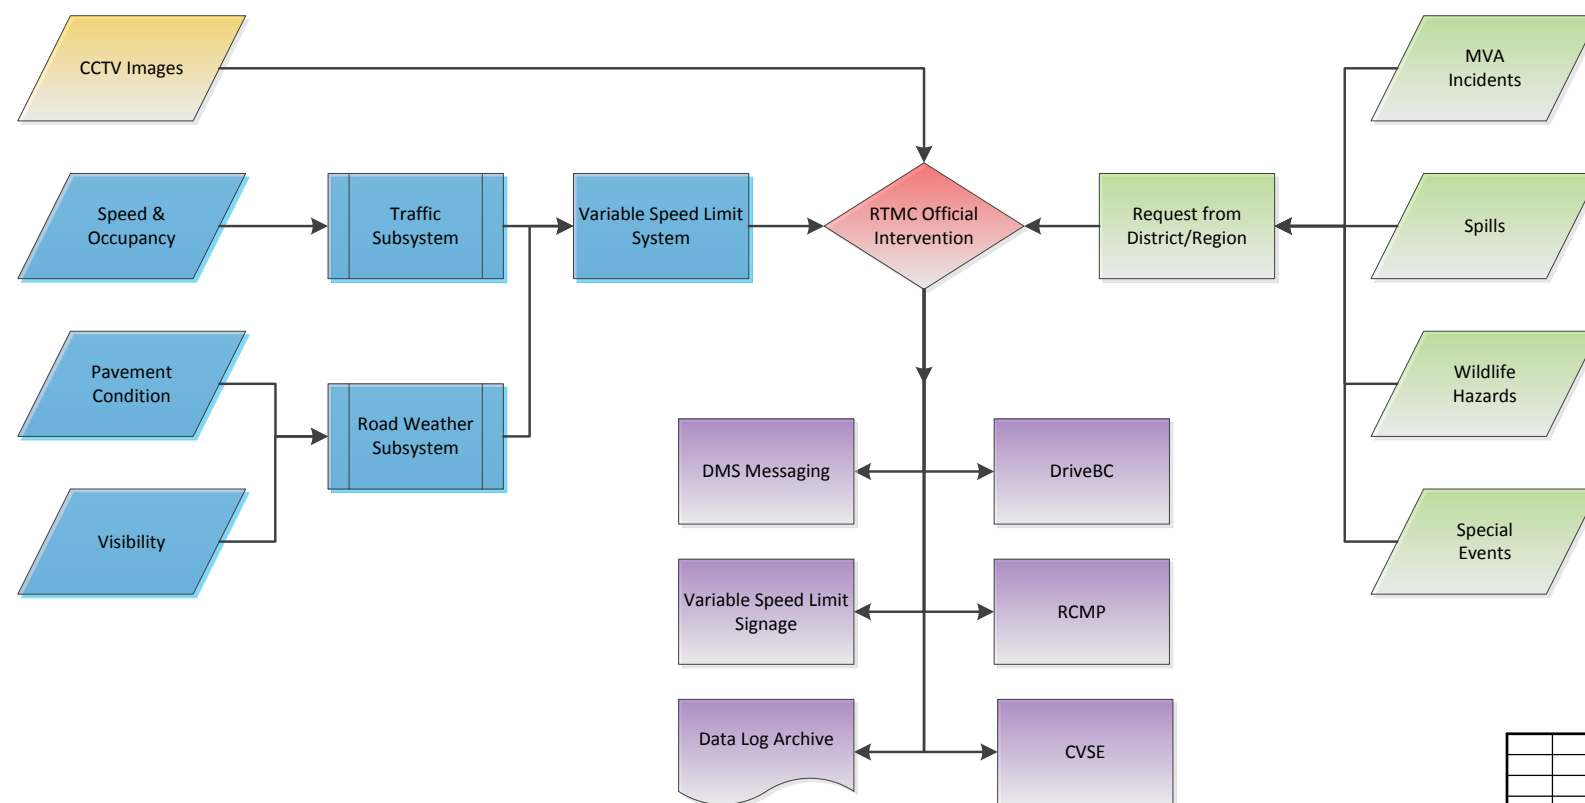 CCTV Images
MVA
Incidents
Speed &
Occupancy
Traffic
Subsystem
Variable Speed Limit
System
RTMC Official
Intervention
Request from
District/Region
Spills
Pavement
Condition
Road Weather
Subsystem
Wildlife
Hazards
Visibility
DMS Messaging
DriveBC
Special
Events
Variable Speed Limit
Signage
RCMP
Data Log Archive
CVSE